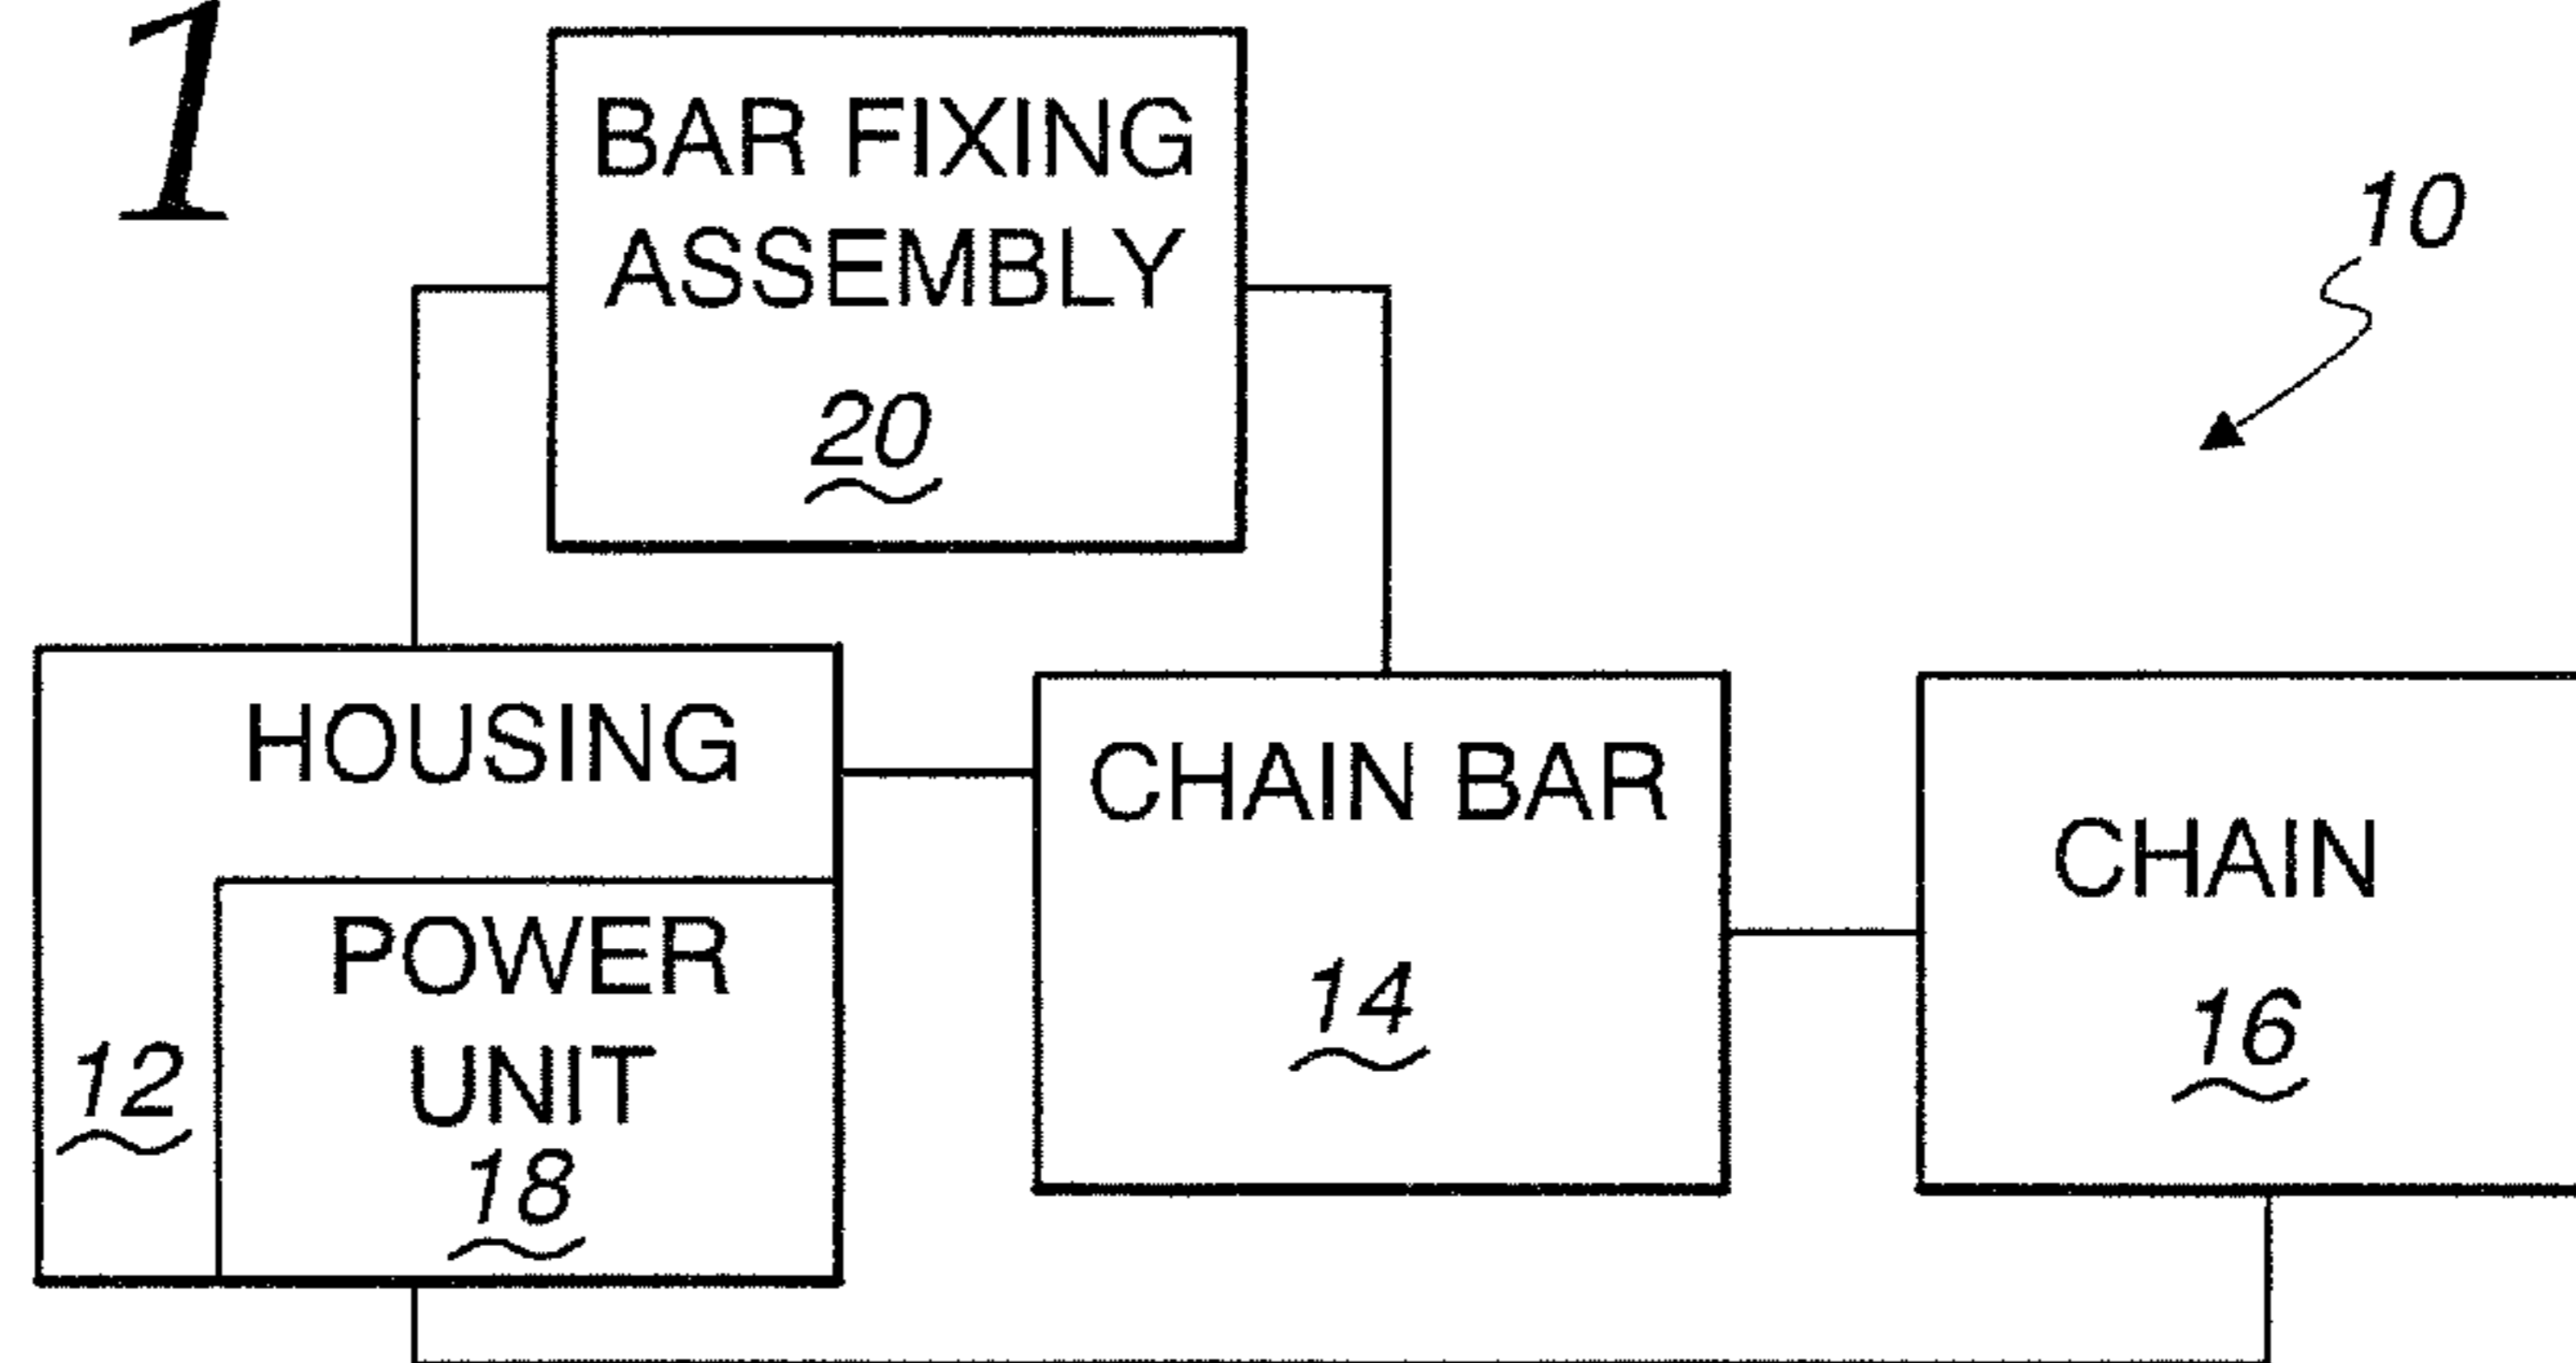 1
BAR FIXING
ASSEMBLY
20
10
HOUSING
12
POWER
UNIT
18
CHAIN BAR
14
CHAIN
16